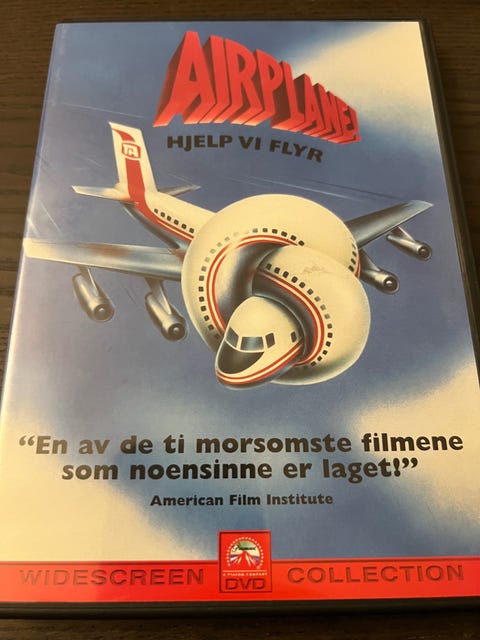 AIRPLANE!
HJELP VI FLYR
TA
“En av de ti morsomste filmene
som noensinne er laget!”
American Film Institute
WIDESCREEN DVD COLLECTION